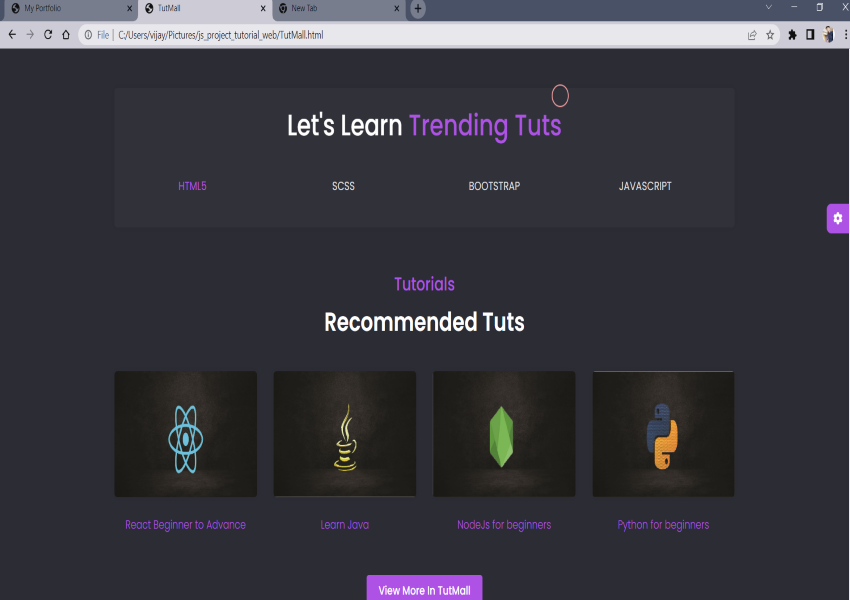 My Portfolio
TutMall
New Tab
File | C:/Users/vijay/Pictures/js_project_tutorial_web/TutMall.html
Let's Learn Trending Tuts
HTML5 SCSS BOOTSTRAP JAVASCRIPT
Tutorials
Recommended Tuts
React Beginner to Advance
Learn Java
NodeJs for beginners
Python for beginners
View More In TutMall